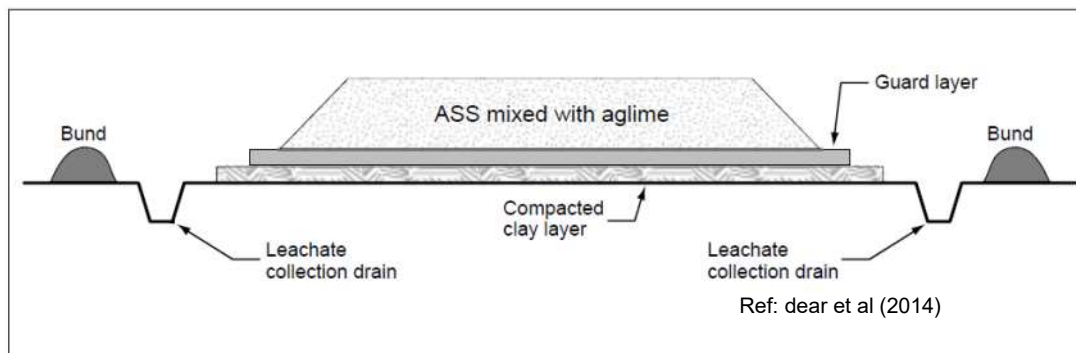 Guard layer
ASS mixed with aglime
Bund
Bund
Compacted
clay layer
Leachate
collection drain
Leachate
collection drain
Ref: dear et al (2014)